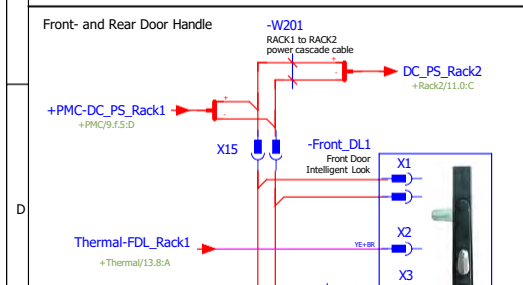 Front- and Rear Door Handle
-W201
RACK1 to RACK2
power cascade cable
+
-
DC_PS_Rack2
+Rack2/11.0:C
+PMC-DC_PS_Rack1
+PMC/9.f.5:D
+
-
X15
-Front_DL1
Front Door
Intelligent Look
X1
D
Thermal-FDL_Rack1
+Thermal/13.8:A
YE+BR
X2
X3